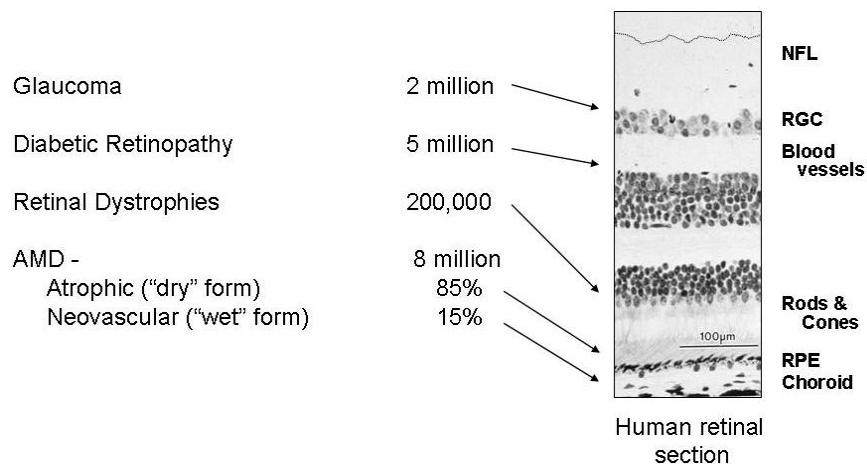 Glaucoma 2 million
Diabetic Retinopathy 5 million
Retinal Dystrophies 200,000
AMD - 8 million
Atrophic (“dry” form) 85%
Neovascular (“wet” form) 15%
NFL
RGC
Blood
vessels
Rods &
Cones
100µm
RPE
Choroid
Human retinal
section